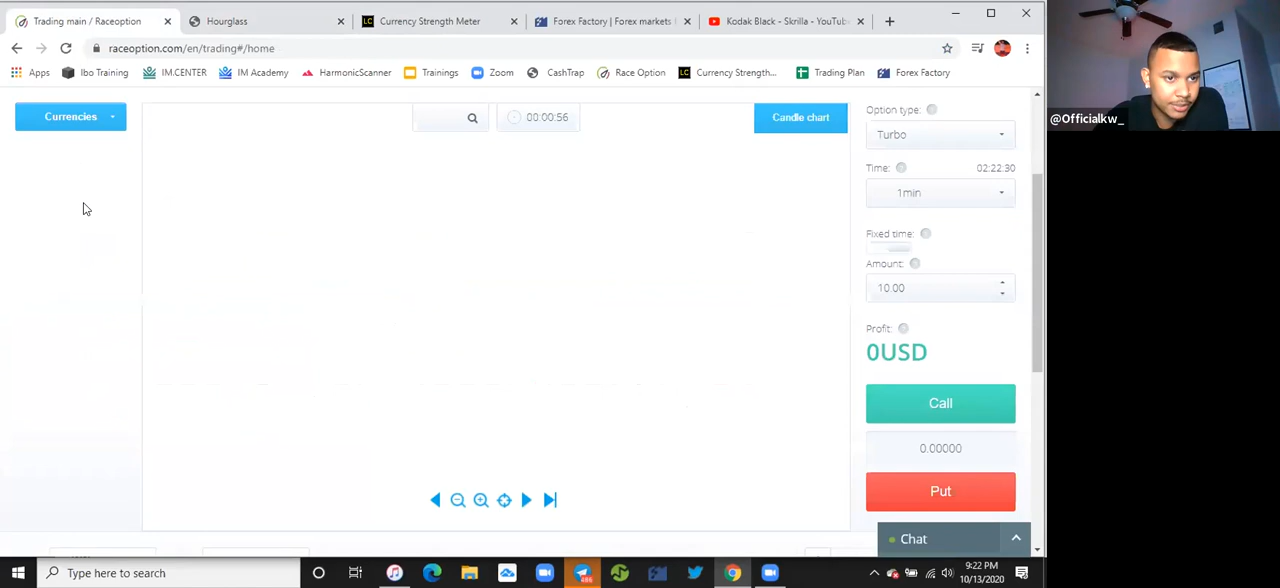 Trading main / Raceoption
Hourglass
Currency Strength Meter
Forex Factory | Forex markets
Kodak Black - Skrilla - YouTube
raceoption.com/en/trading#/home
Apps
Ibo Training
IM.CENTER
IM Academy
HarmonicScanner
Trainings
Zoom
CashTrap
Race Option
LC
Currency Strength...
Trading Plan
Forex Factory
@Officialkw_
Currencies
00:00:56
Candle chart
Option type:
Turbo
Time:
02:22:30
1min
Fixed time:
Amount:
10.00
Profit:
0USD
Call
0.00000
Put
Chat
Type here to search
9:22 PM
10/13/2020